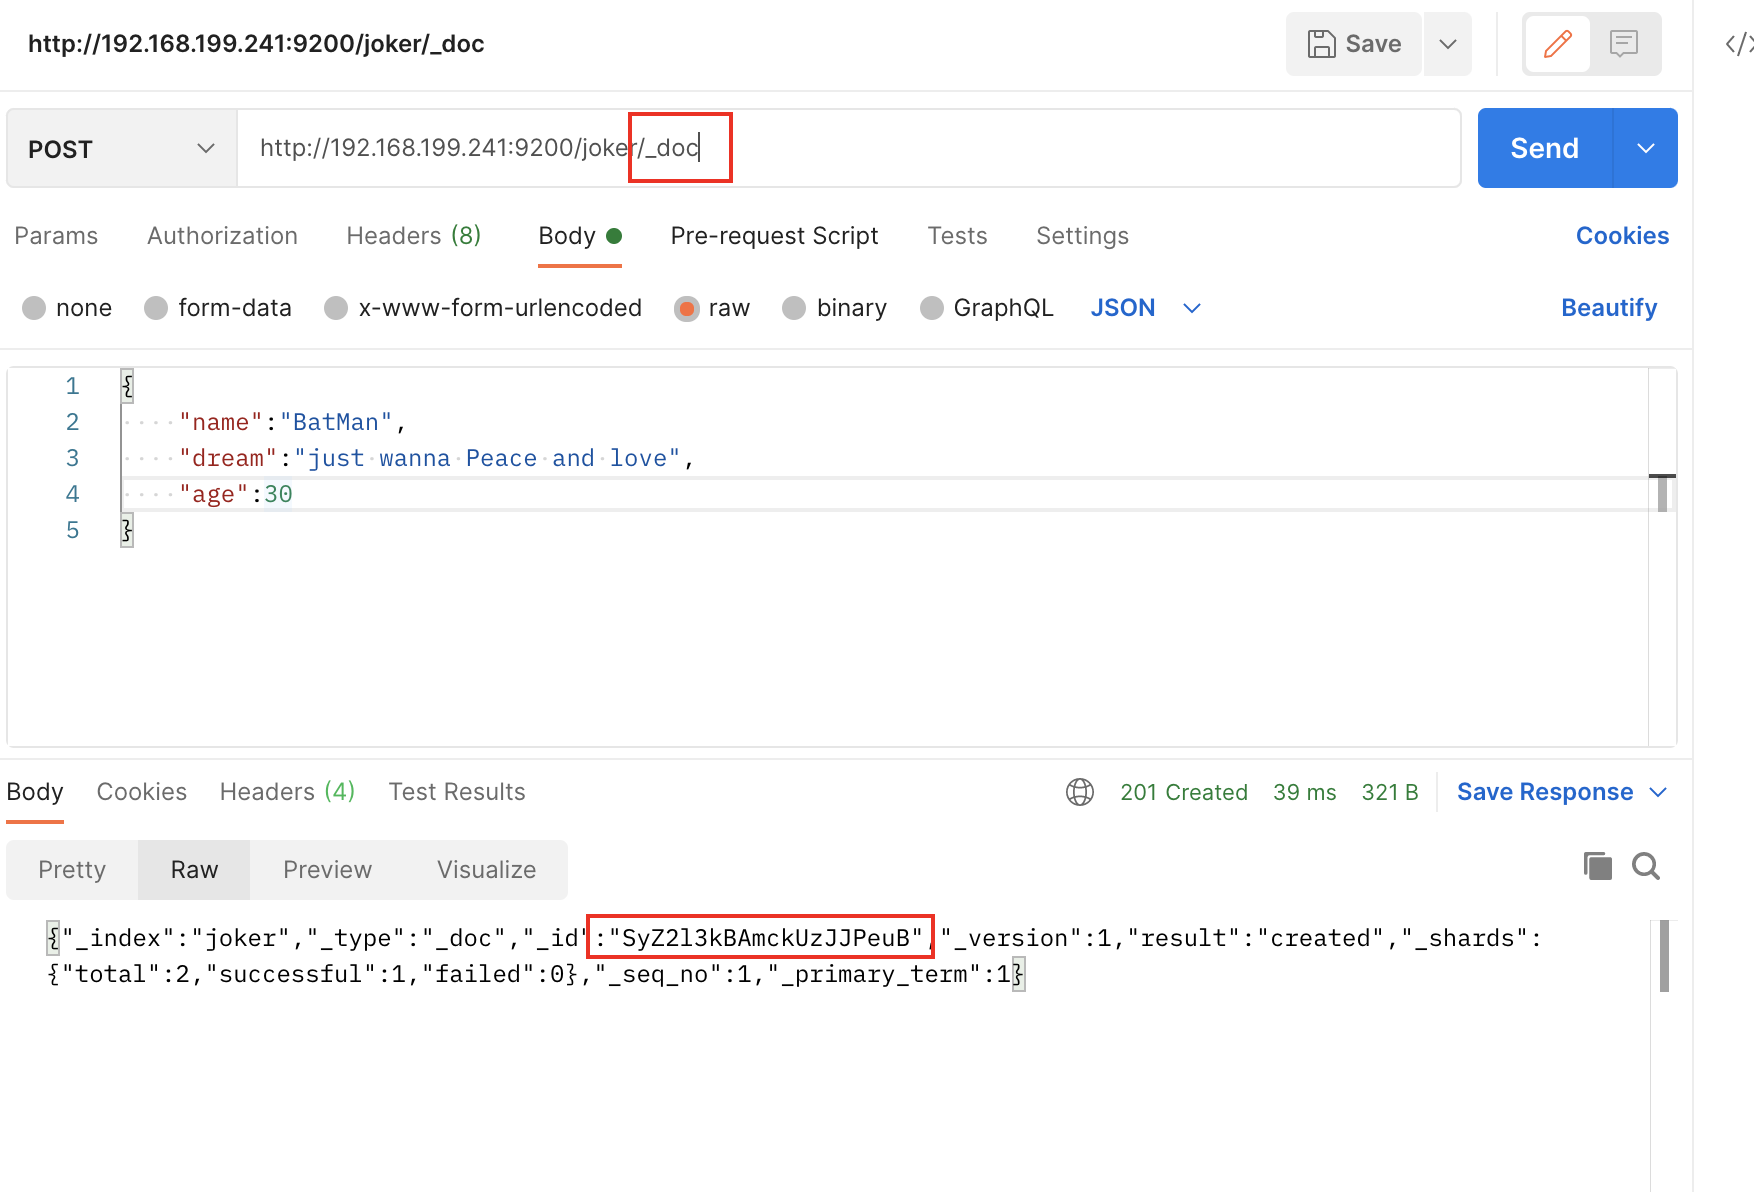 http://192.168.199.241:9200/joker/_doc
Save
POST
http://192.168.199.241:9200/joker/_doc
Send
Params Authorization Headers (8) Body Pre-request Script Tests Settings Cookies
none form-data x-www-form-urlencoded raw binary GraphQL JSON Beautify
1 {
2 "name":"BatMan",
3 "dream":"just wanna Peace and love",
4 "age":30
5 }
Body Cookies Headers (4) Test Results 201 Created 39 ms 321 B Save Response
Pretty Raw Preview Visualize
{"_index":"joker","_type":"_doc","_id":"SyZ2l3kBAmckUzJJPeuB","_version":1,"result":"created","_shards":
{"total":2,"successful":1,"failed":0},"_seq_no":1,"_primary_term":1}